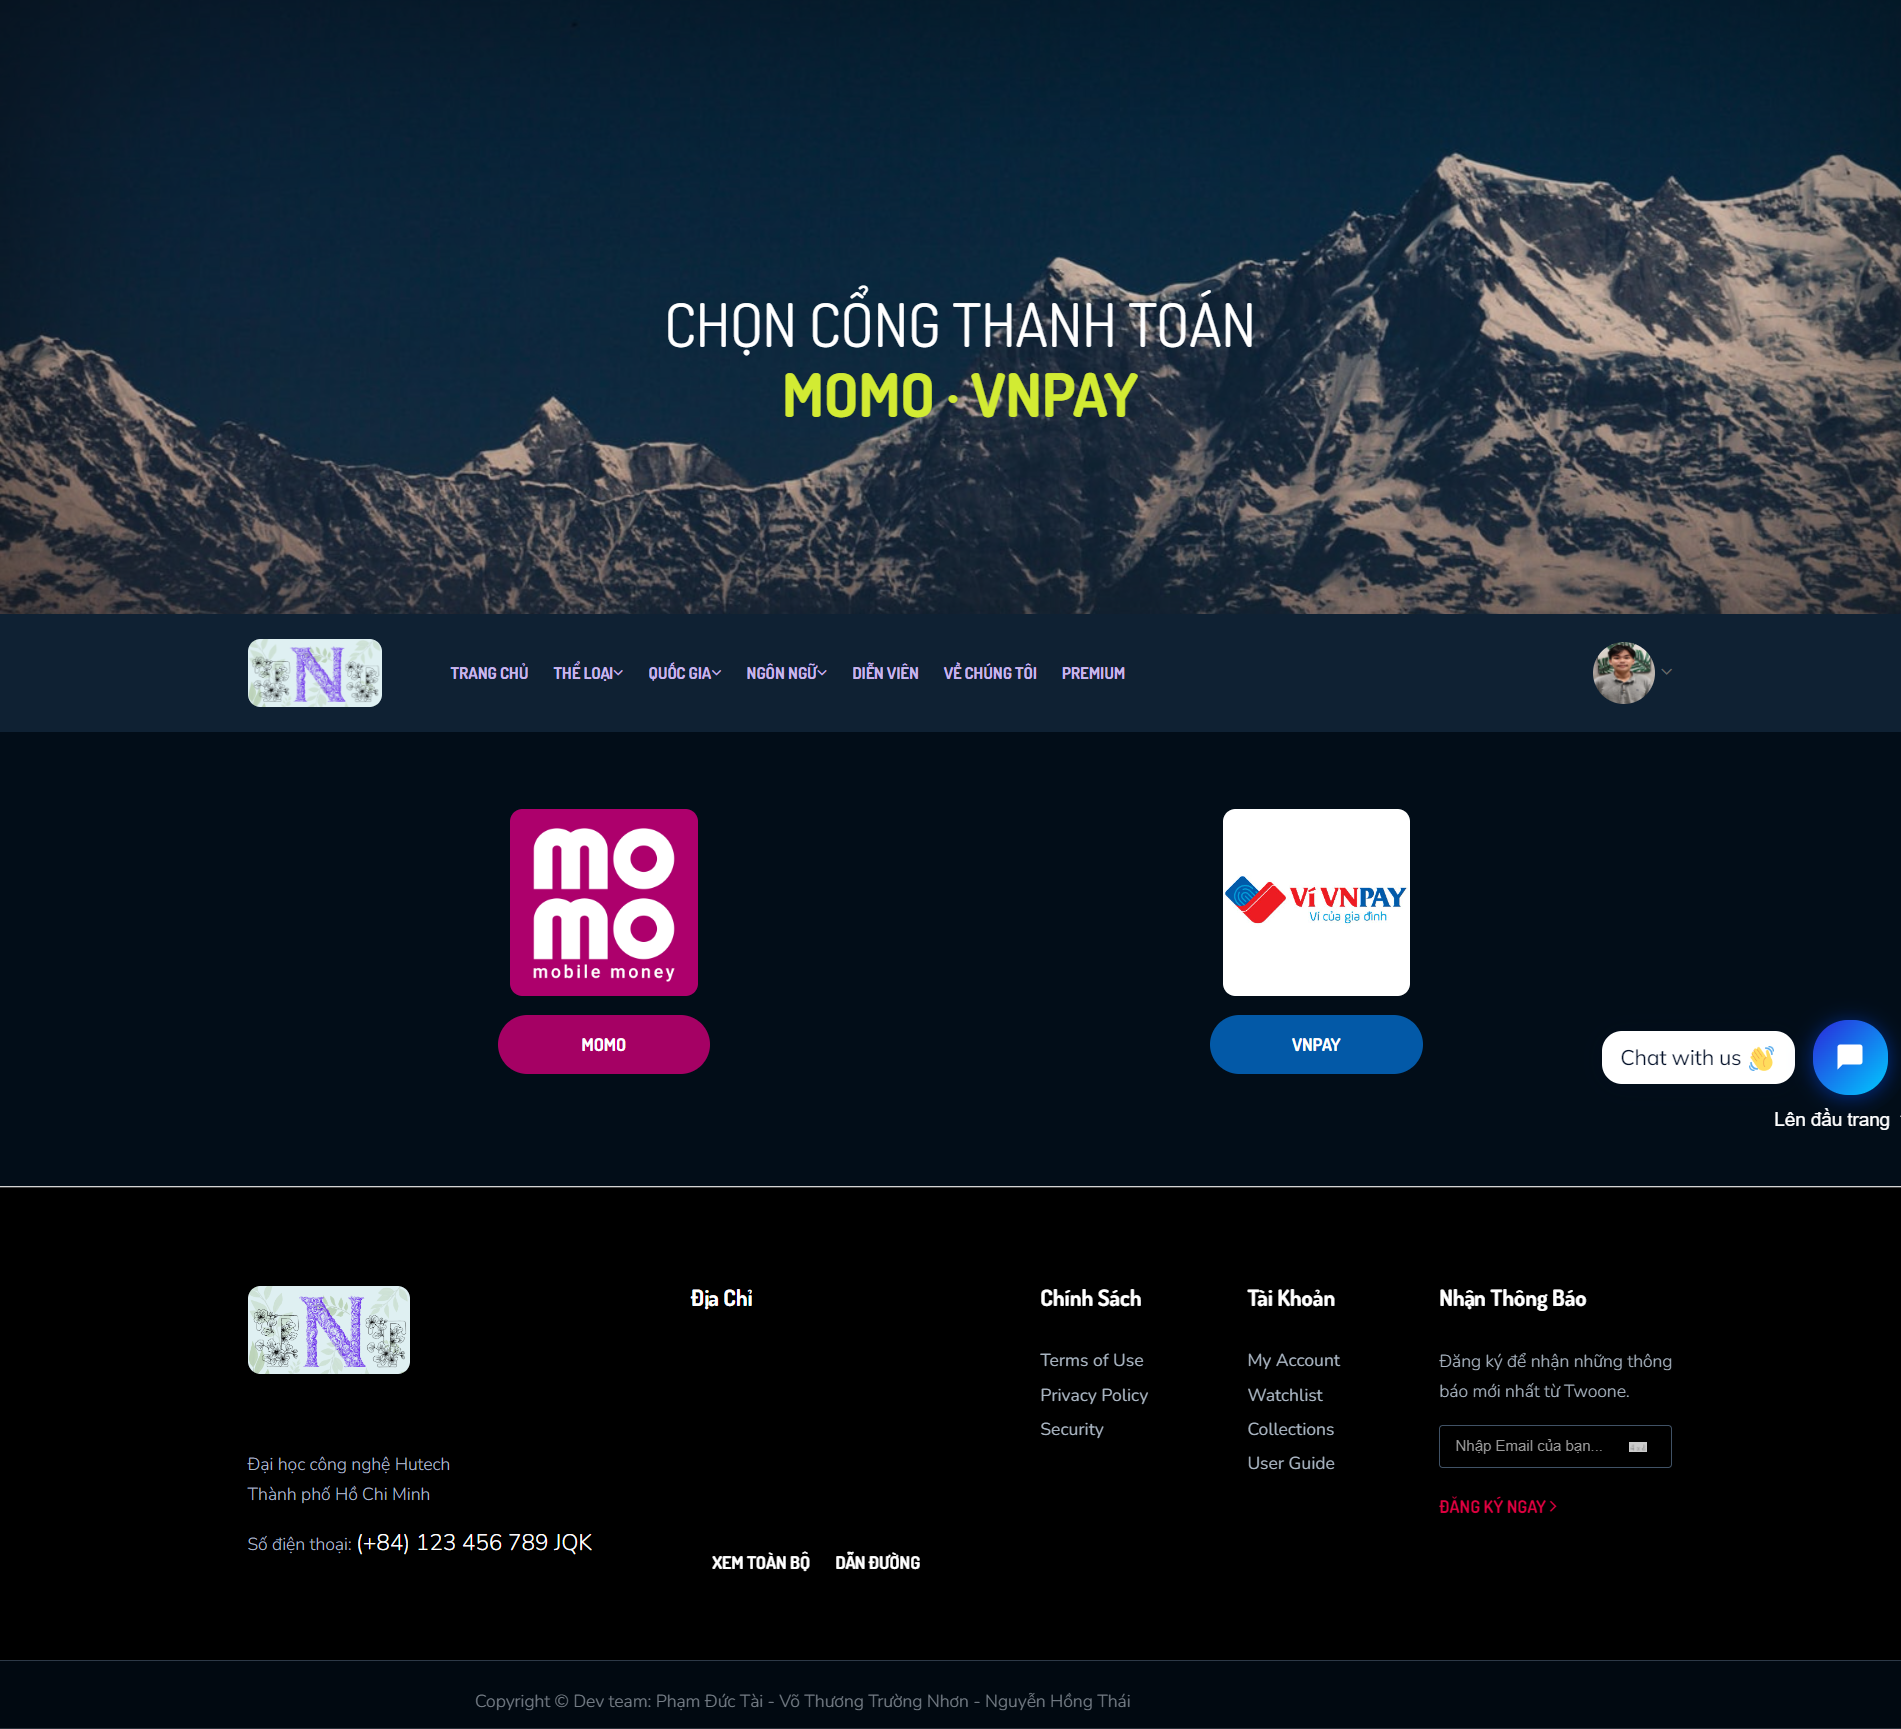 CHỌN CỔNG THANH TOÁN
MOMO · VNPAY
N
TRANG CHỦ THỂ LOẠI QUỐC GIA NGÔN NGỮ DIỄN VIÊN VỀ CHÚNG TÔI PREMIUM
mo
mo
mobile money
Ví VNPAY
Ví của gia đình
MOMO
VNPAY
Chat with us 👋
Lên đầu trang
N
Đại học công nghệ Hutech
Thành phố Hồ Chi Minh
Số điện thoại: (+84) 123 456 789 JQK
Địa Chỉ
XEM TOÀN BỘ DẪN ĐƯỜNG
Chính Sách
Terms of Use
Privacy Policy
Security
Tài Khoản
My Account
Watchlist
Collections
User Guide
Nhận Thông Báo
Đăng ký để nhận những thông
báo mới nhất từ Twoone.
Nhập Email của bạn...
ĐĂNG KÝ NGAY
Copyright © Dev team: Phạm Đức Tài - Võ Thương Trường Nhơn - Nguyễn Hồng Thái